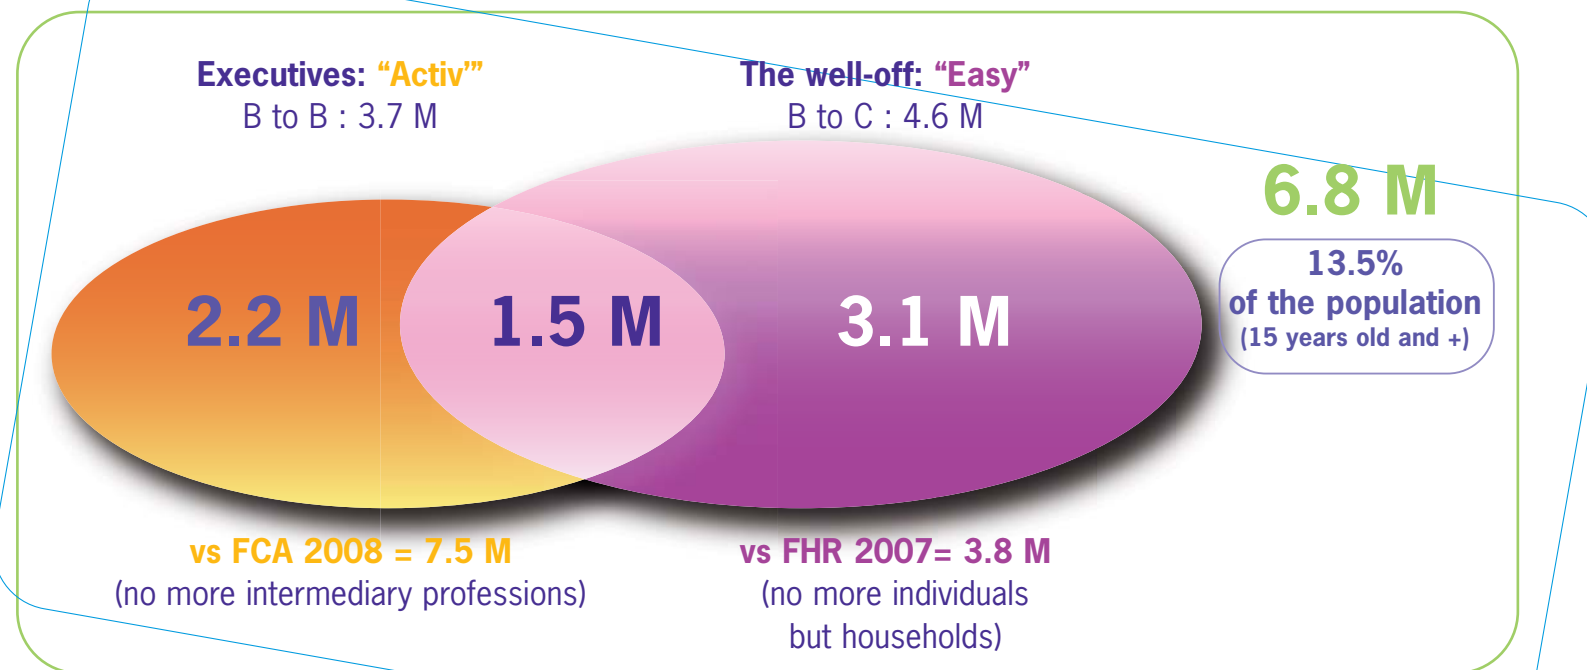 Executives: “Activ’”
B to B : 3.7 M
The well-off: “Easy”
B to C : 4.6 M
6.8 M
13.5%
of the population
(15 years old and +)
2.2 M
1.5 M
3.1 M
vs FCA 2008 = 7.5 M
(no more intermediary professions)
vs FHR 2007= 3.8 M
(no more individuals
but households)